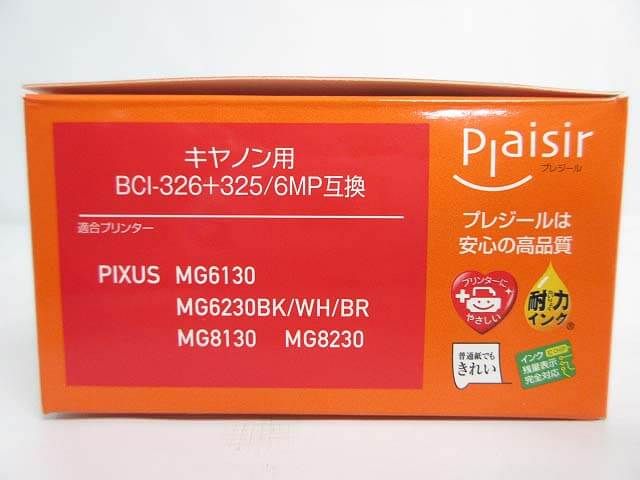 キヤノン用
BCI-326+325/6MP互換
適合プリンター
PIXUS MG6130
MG6230BK/WH/BR
MG8130 MG8230
Plaisir
プレジール
プレジールは
安心の高品質
プリンターに
やさしい
耐力
インク®
普通紙でも
きれい
インク
残量表示
完全対応